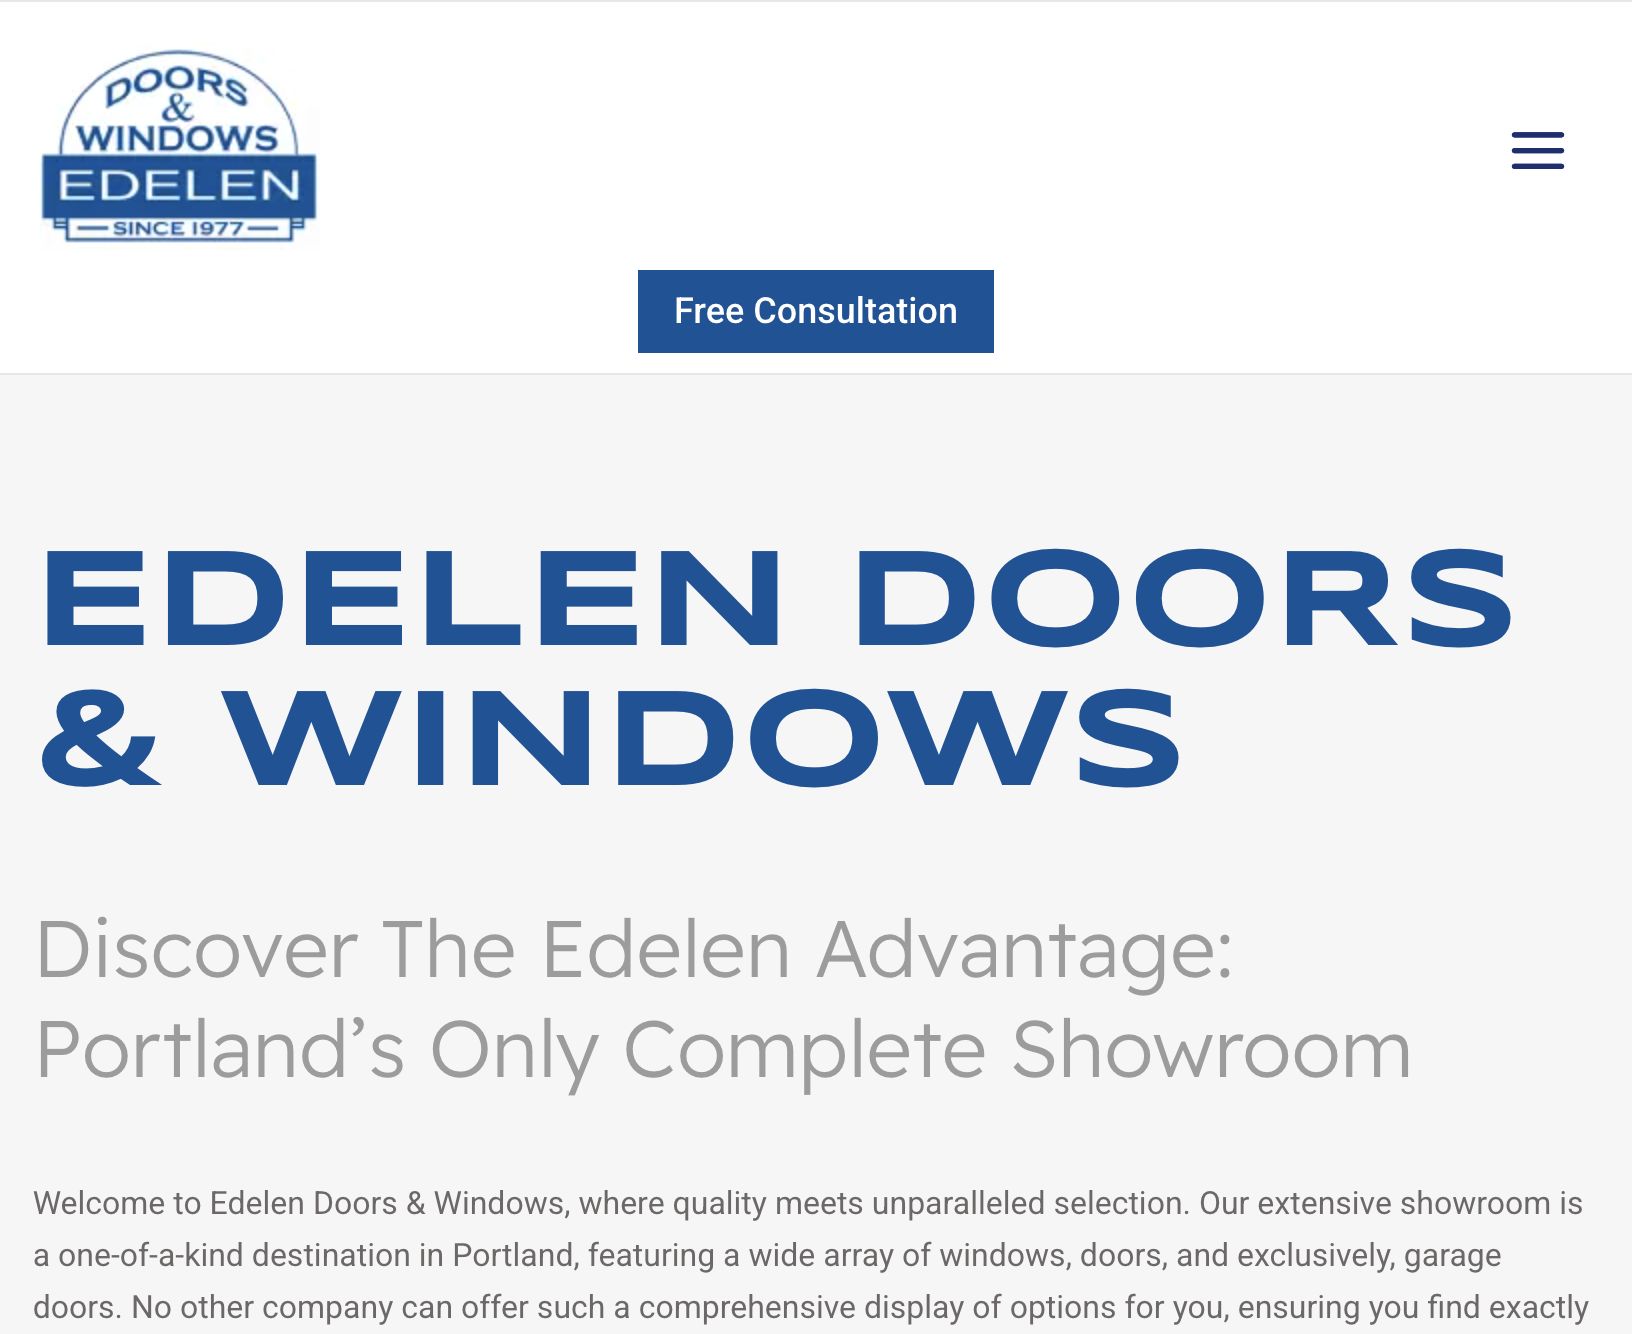 DOORS
&
WINDOWS
EDELEN
SINCE 1977
Free Consultation
EDELEN DOORS
& WINDOWS
Discover The Edelen Advantage:
Portland’s Only Complete Showroom
Welcome to Edelen Doors & Windows, where quality meets unparalleled selection. Our extensive showroom is
a one-of-a-kind destination in Portland, featuring a wide array of windows, doors, and exclusively, garage
doors. No other company can offer such a comprehensive display of options for you, ensuring you find exactly